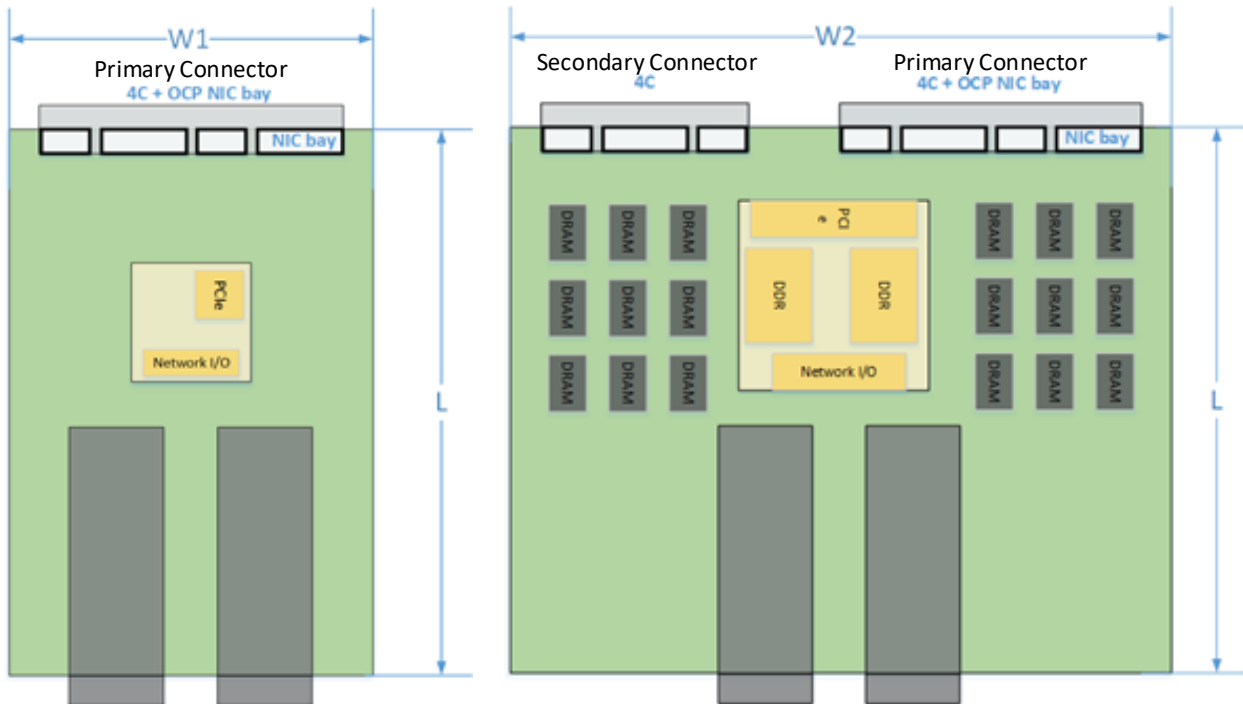 W1
Primary Connector
4C + OCP NIC bay
NIC bay
PCIe
Network I/O
L
W2
Secondary Connector
4C
Primary Connector
4C + OCP NIC bay
NIC bay
DRAM DRAM DRAM
DRAM DRAM DRAM
DRAM DRAM DRAM
PCI
e
DDR DDR
Network I/O
DRAM DRAM DRAM
DRAM DRAM DRAM
DRAM DRAM DRAM
L